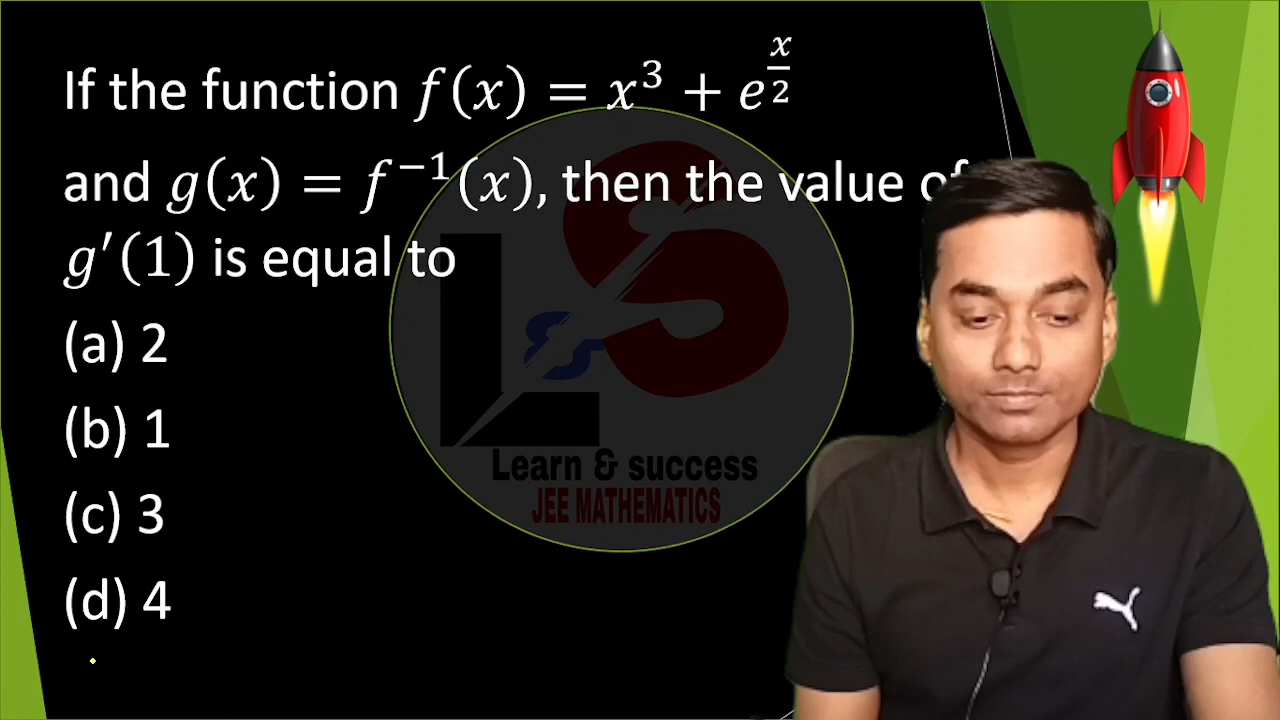 If the function f(x) = x³ + e^(x/2)
and g(x) = f⁻¹(x), then the value of
g′(1) is equal to
(a) 2
(b) 1
(c) 3
(d) 4
L&S
Learn & success
JEE MATHEMATICS